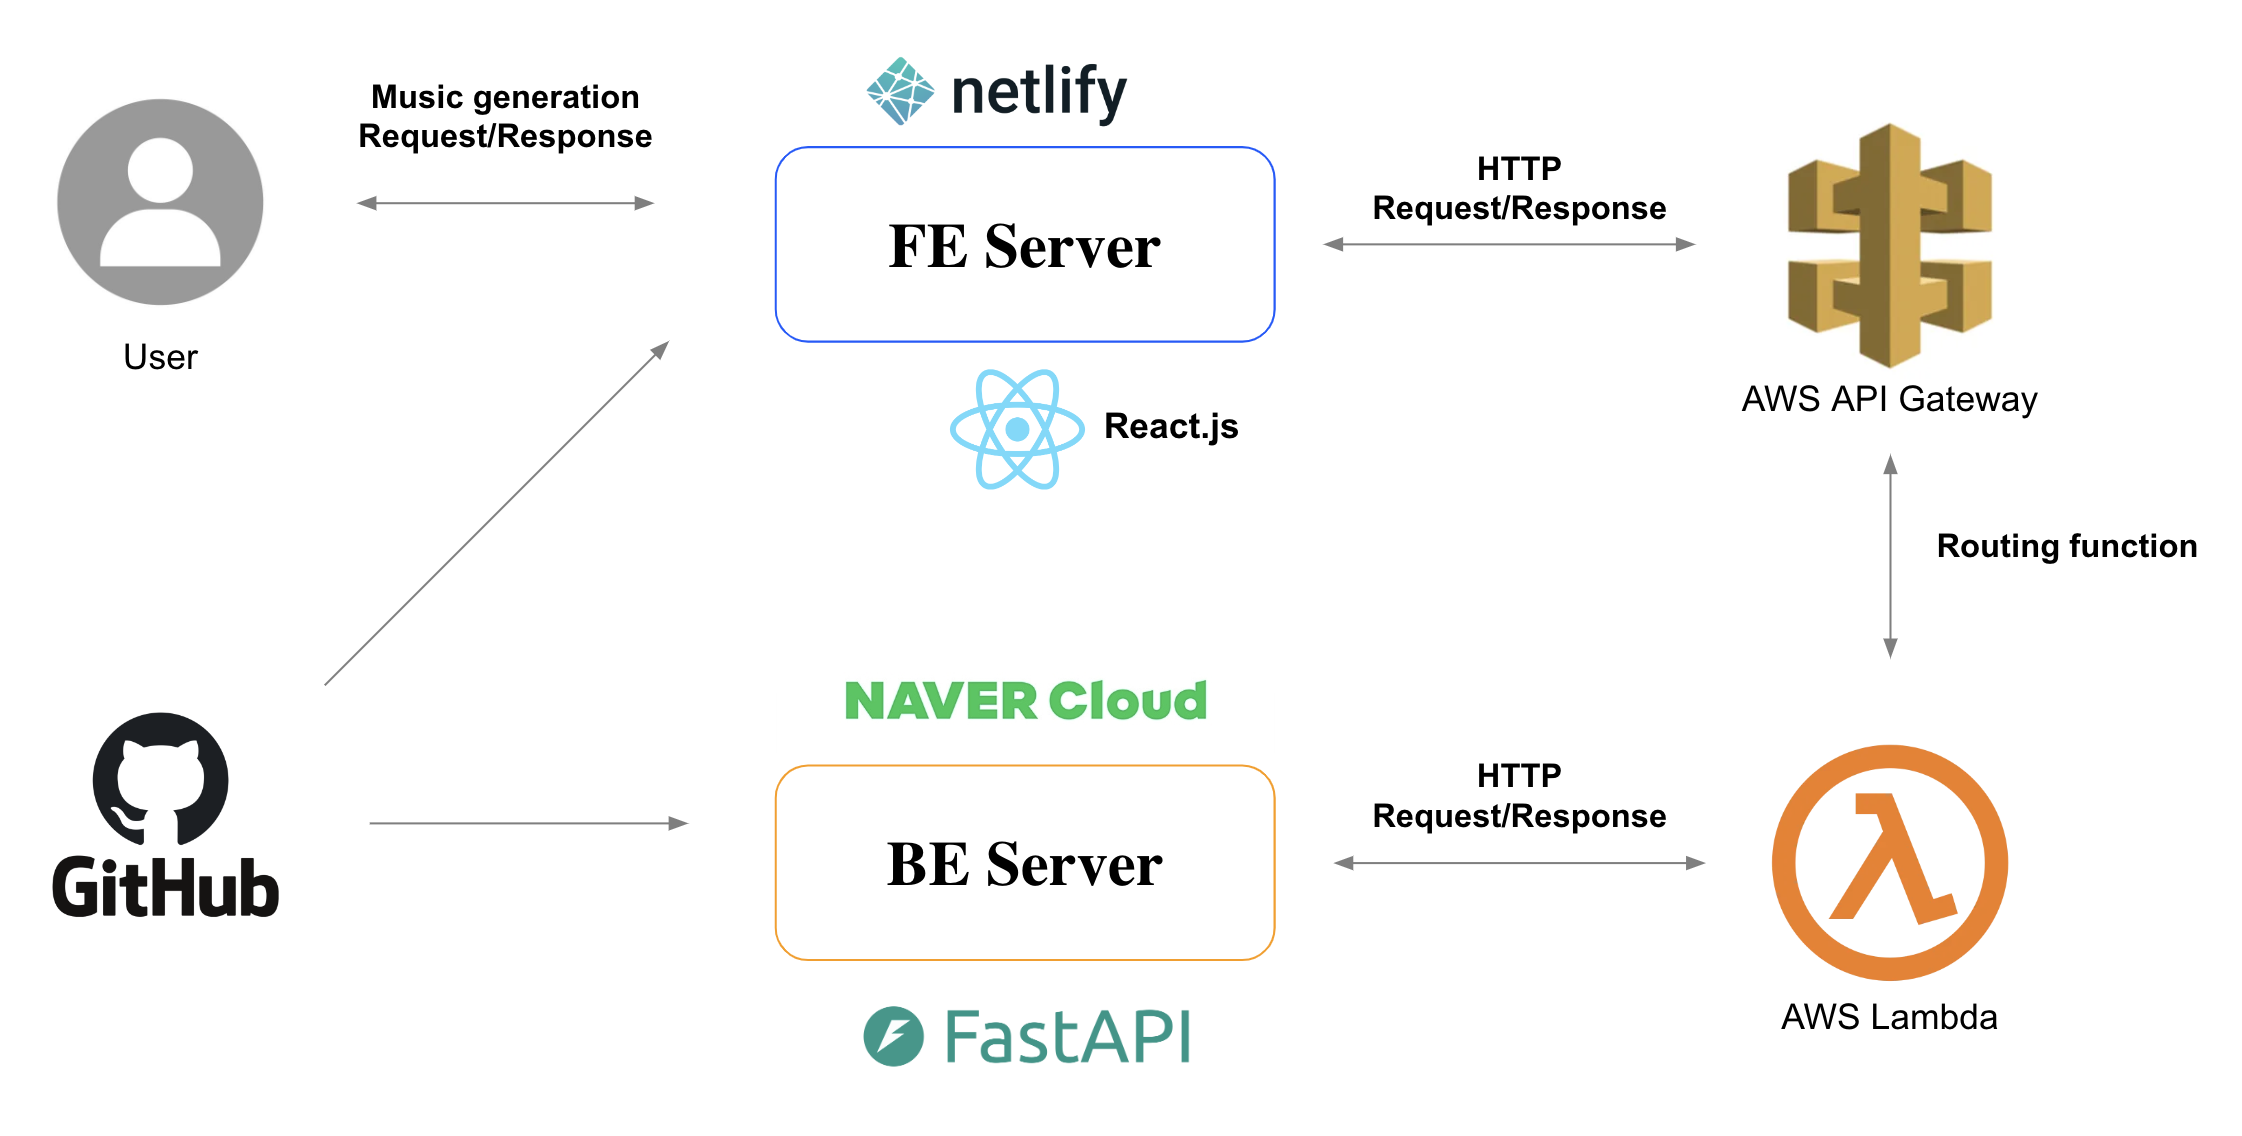 Music generation
Request/Response
netlify
HTTP
Request/Response
FE Server
User
React.js
AWS API Gateway
Routing function
NAVER Cloud
GitHub
HTTP
Request/Response
BE Server
FastAPI
AWS Lambda